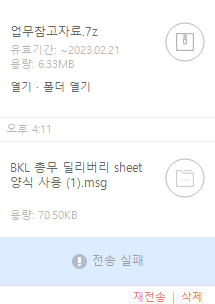 업무참고자료.7z
유효기간: ~2023.02.21
용량: 6.33MB
열기 · 폴더 열기
오후 4:11
BKL 총무 딜리버리 sheet
양식 사용 (1).msg
용량: 70.50KB
전송 실패
재전송 | 삭제